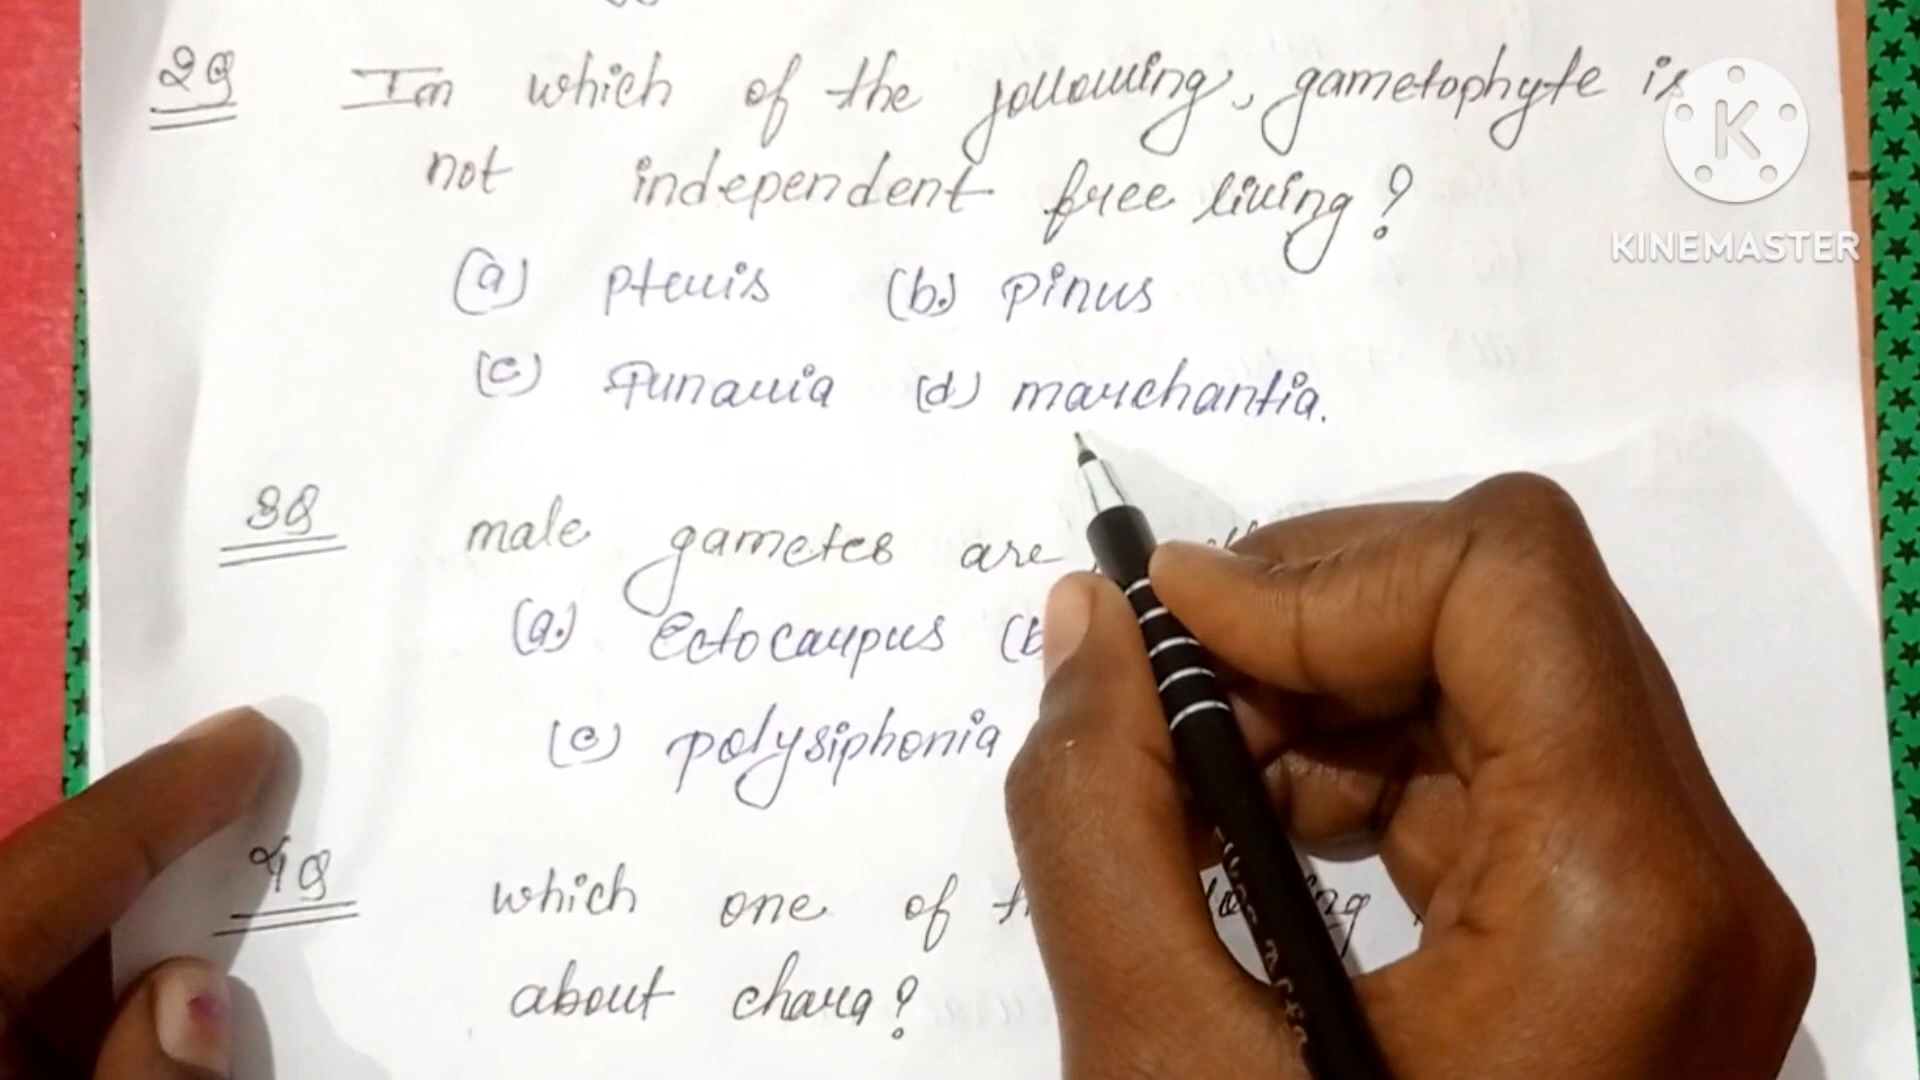 2Q In which of the following, gametophyte is
not independent free living?
(a) pteris (b.) pinus
(c) Funaria (d) marchantia.
3Q male gametes are
(a.) Ectocarpus (b
(c) polysiphonia
4Q which one of
about chara?
K
KINEMASTER